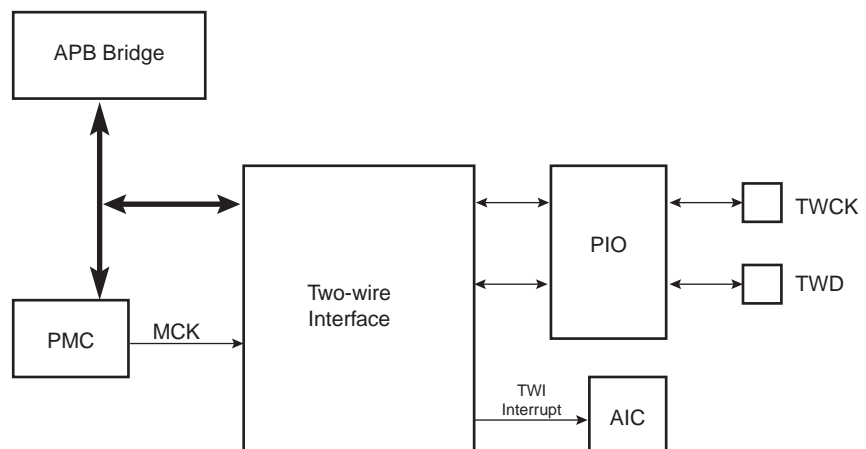 APB Bridge
TWCK
PIO
TWD
Two-wire
Interface
PMC
MCK
TWI
Interrupt
AIC